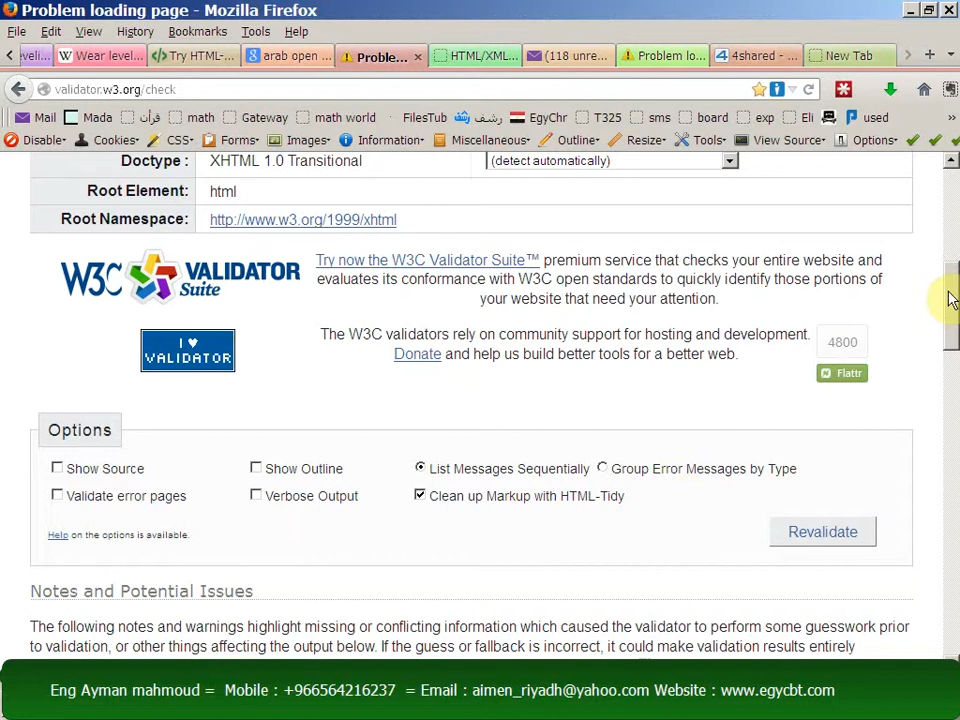 Problem loading page - Mozilla Firefox
File Edit View History Bookmarks Tools Help
veli... Wear level... Try HTML-... arab open ... Proble... HTML/XML... (118 unre... Problem lo... 4shared - ... New Tab
validator.w3.org/check
Mail Mada قرآن math Gateway math world FilesTub رشف EgyChr T325 sms board exp Eli used »
Disable Cookies CSS Forms Images Information Miscellaneous Outline Resize Tools View Source Options
Doctype : XHTML 1.0 Transitional (detect automatically)
Root Element: html
Root Namespace: http://www.w3.org/1999/xhtml
W3C VALIDATOR Suite
Try now the W3C Validator Suite™ premium service that checks your entire website and
evaluates its conformance with W3C open standards to quickly identify those portions of
your website that need your attention.
I ♥
VALIDATOR
The W3C validators rely on community support for hosting and development.
Donate and help us build better tools for a better web.
4800
Flattr
Options
Show Source Show Outline List Messages Sequentially Group Error Messages by Type
Validate error pages Verbose Output Clean up Markup with HTML-Tidy
Help on the options is available.
Revalidate
Notes and Potential Issues
The following notes and warnings highlight missing or conflicting information which caused the validator to perform some guesswork prior
to validation, or other things affecting the output below. If the guess or fallback is incorrect, it could make validation results entirely
Eng Ayman mahmoud = Mobile : +966564216237 = Email : aimen_riyadh@yahoo.com Website : www.egycbt.com